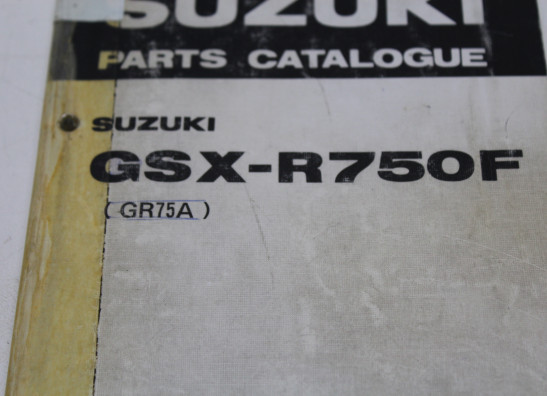 SUZUKI
PARTS CATALOGUE
SUZUKI
GSX-R750F
(GR75A)